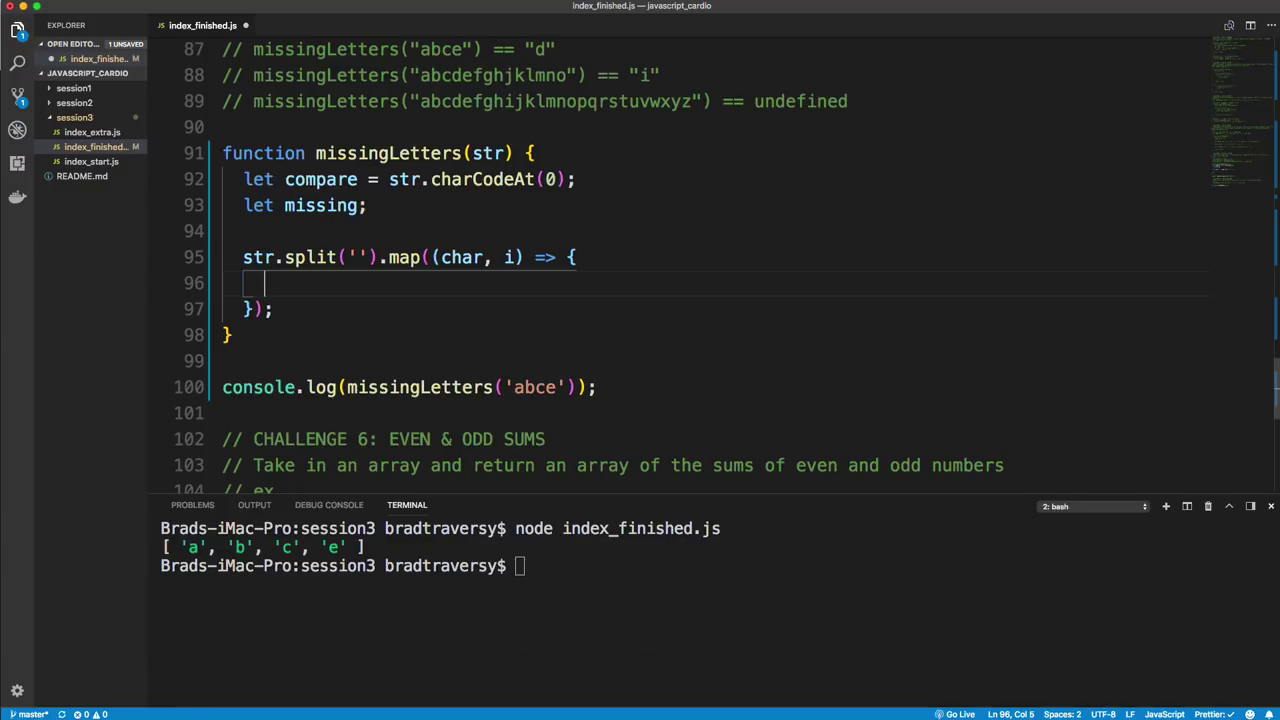 index_finished.js — javascript_cardio
EXPLORER
index_finished.js
OPEN EDITO... 1 UNSAVED
index_finishe...
JAVASCRIPT_CARDIO
session1
session2
session3
JS index_extra.js
JS index_finished... M
JS index_start.js
README.md
87 // missingLetters("abce") == "d"
88 // missingLetters("abcdefghjklmno") == "i"
89 // missingLetters("abcdefghijklmnopqrstuvwxyz") == undefined
90
91 function missingLetters(str) {
92 let compare = str.charCodeAt(0);
93 let missing;
94
95 str.split('').map((char, i) => {
96
97 });
98 }
99
100 console.log(missingLetters('abce'));
101
102 // CHALLENGE 6: EVEN & ODD SUMS
103 // Take in an array and return an array of the sums of even and odd numbers
104 // ex
PROBLEMS OUTPUT DEBUG CONSOLE TERMINAL 2: bash
Brads-iMac-Pro:session3 bradtraversy$ node index_finished.js
[ 'a', 'b', 'c', 'e' ]
Brads-iMac-Pro:session3 bradtraversy$
master* 0 0 Go Live Ln 96, Col 5 Spaces: 2 UTF-8 LF JavaScript Prettier: ✓